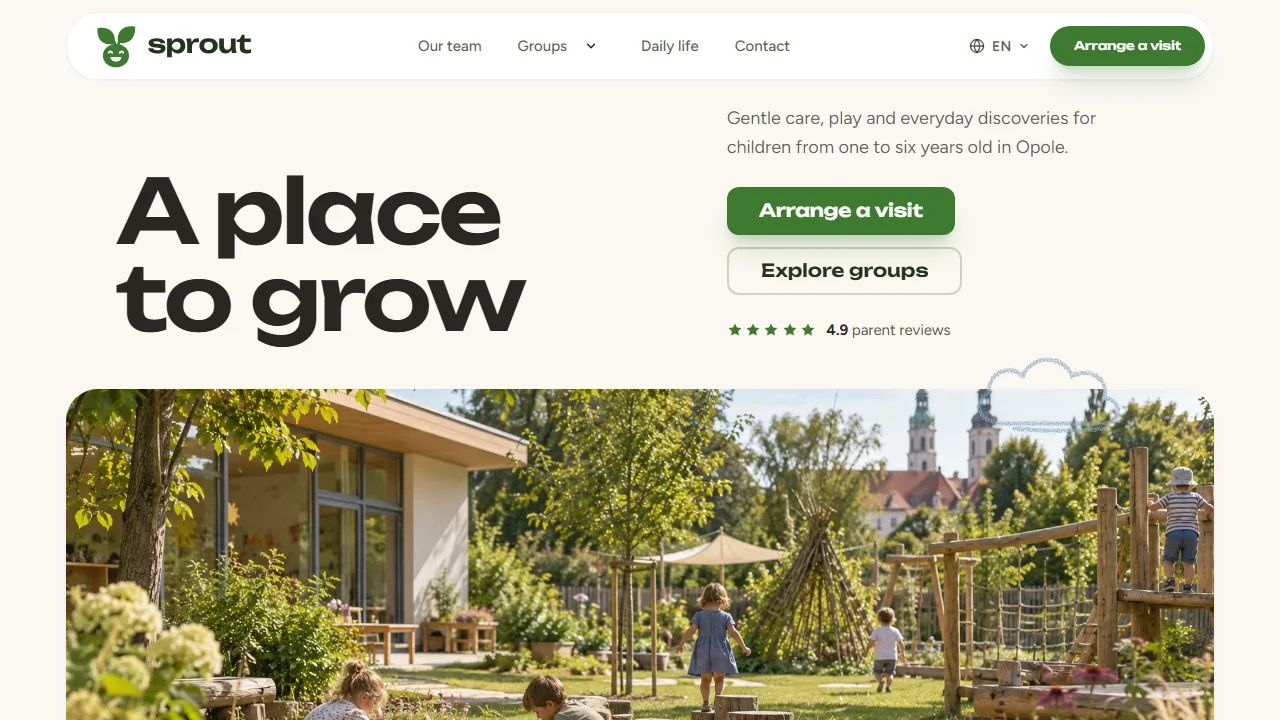 sprout
Our team
Groups
Daily life
Contact
EN
Arrange a visit
Gentle care, play and everyday discoveries for
children from one to six years old in Opole.
A place
to grow
Arrange a visit
Explore groups
4.9 parent reviews